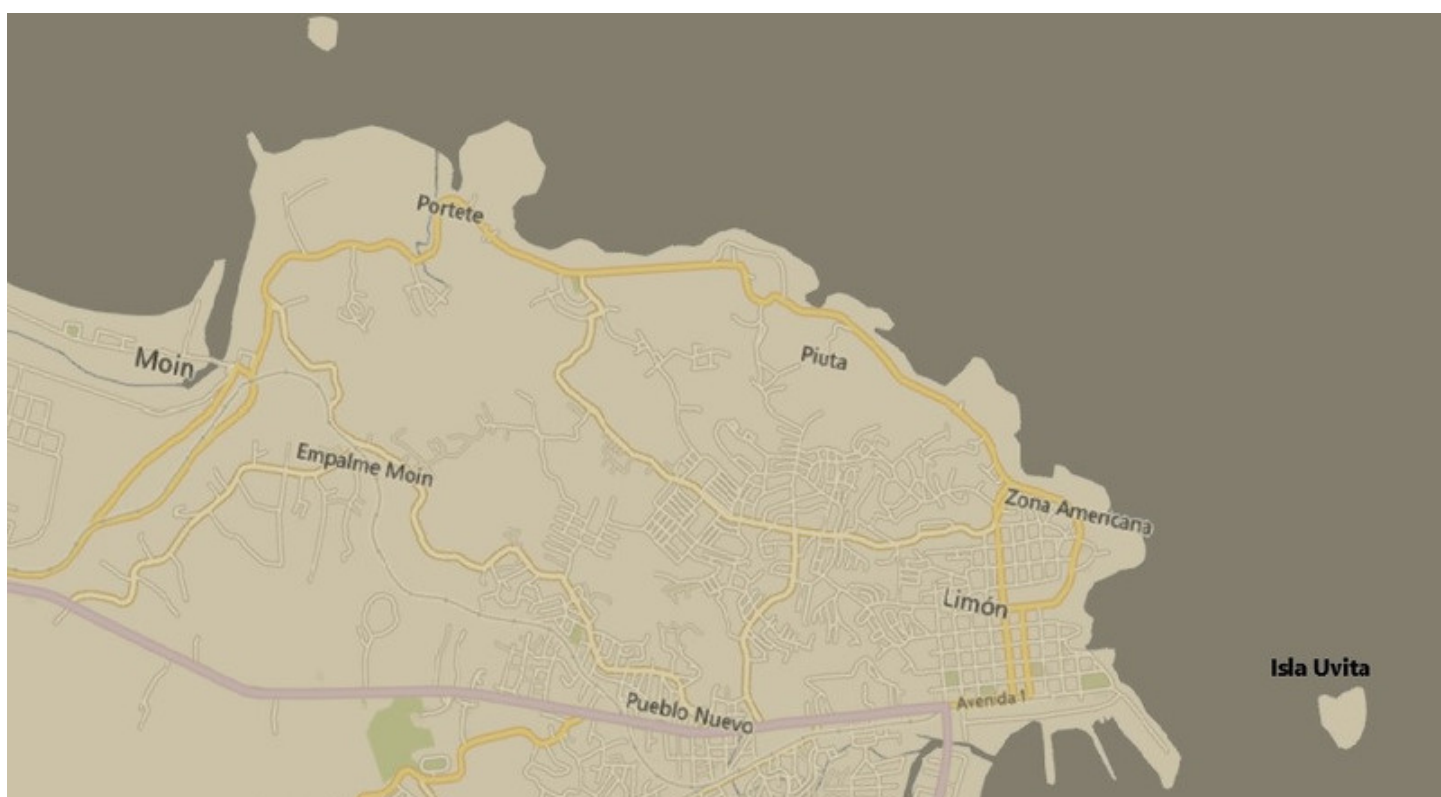 Portete
Moin
Piuta
Empalme Moin
Zona Americana
Limón
Isla Uvita
Avenida 1
Pueblo Nuevo